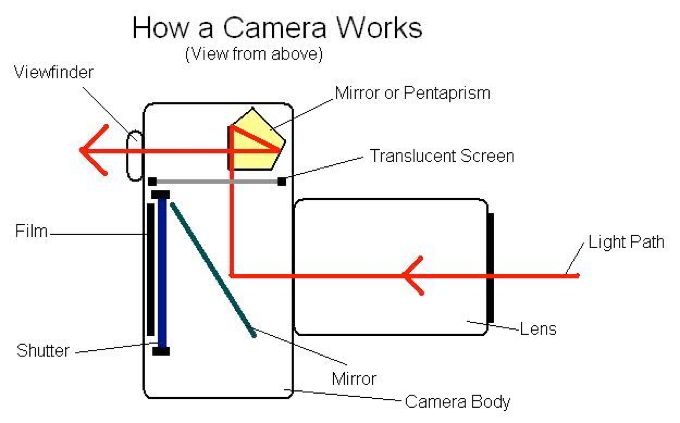 How a Camera Works
(View from above)
Viewfinder
Mirror or Pentaprism
Translucent Screen
Film
Light Path
Lens
Shutter
Mirror
Camera Body